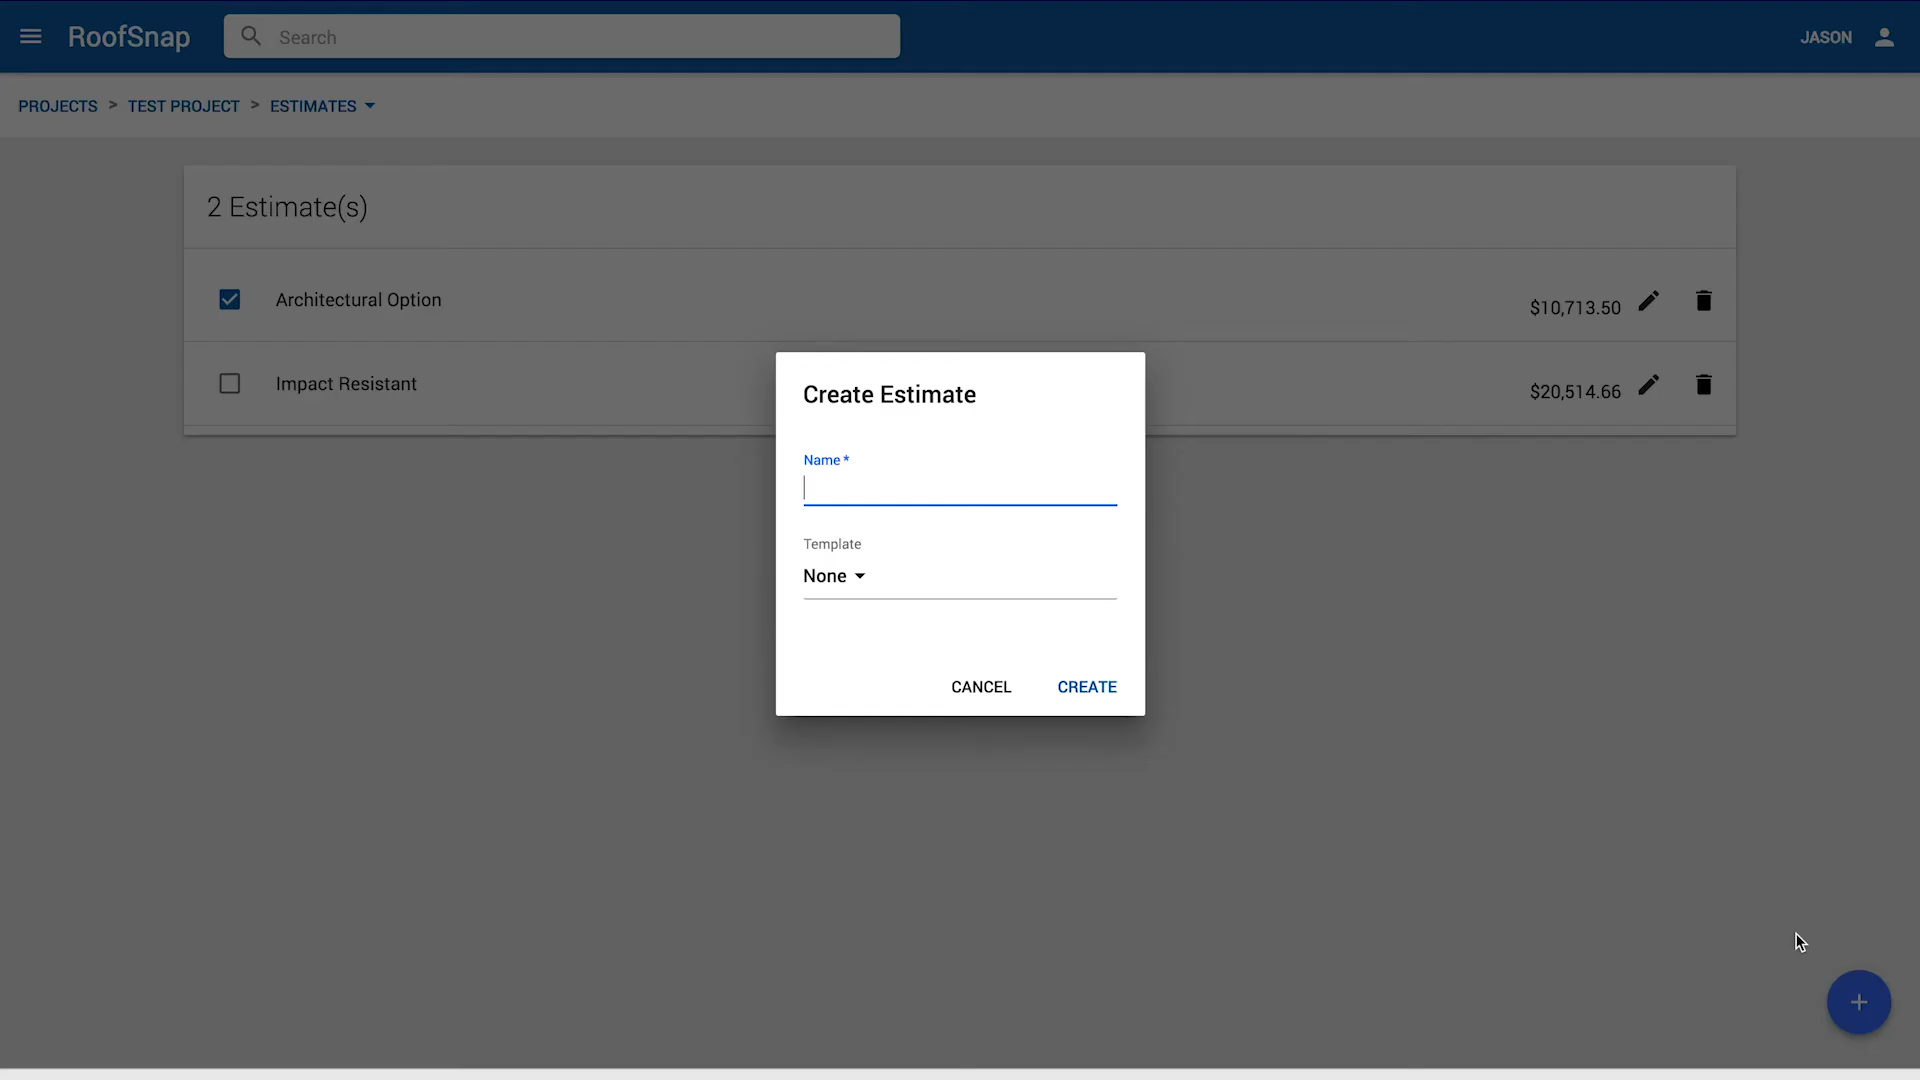 RoofSnap
Search
JASON
PROJECTS > TEST PROJECT > ESTIMATES
2 Estimate(s)
Architectural Option
$10,713.50
Impact Resistant
$20,514.66
Create Estimate
Name *
Template
None
CANCEL
CREATE